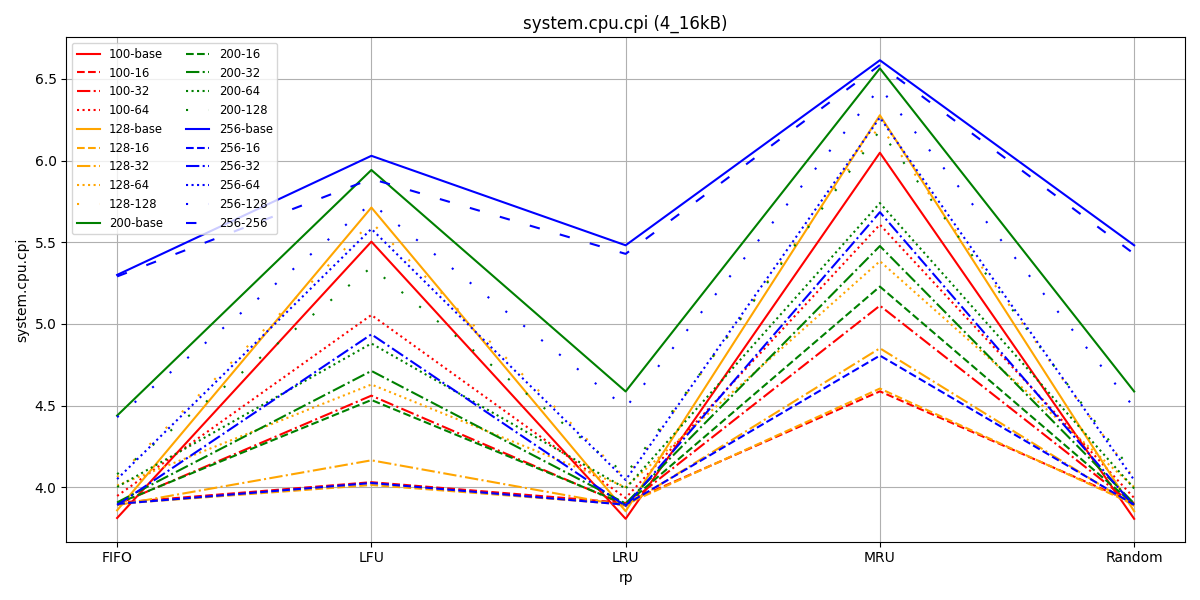 system.cpu.cpi (4_16kB)
system.cpu.cpi
6.5
6.0
5.5
5.0
4.5
4.0
100-base
100-16
100-32
100-64
128-base
128-16
128-32
128-64
128-128
200-base
200-16
200-32
200-64
200-128
256-base
256-16
256-32
256-64
256-128
256-256
FIFO LFU LRU MRU Random
rp